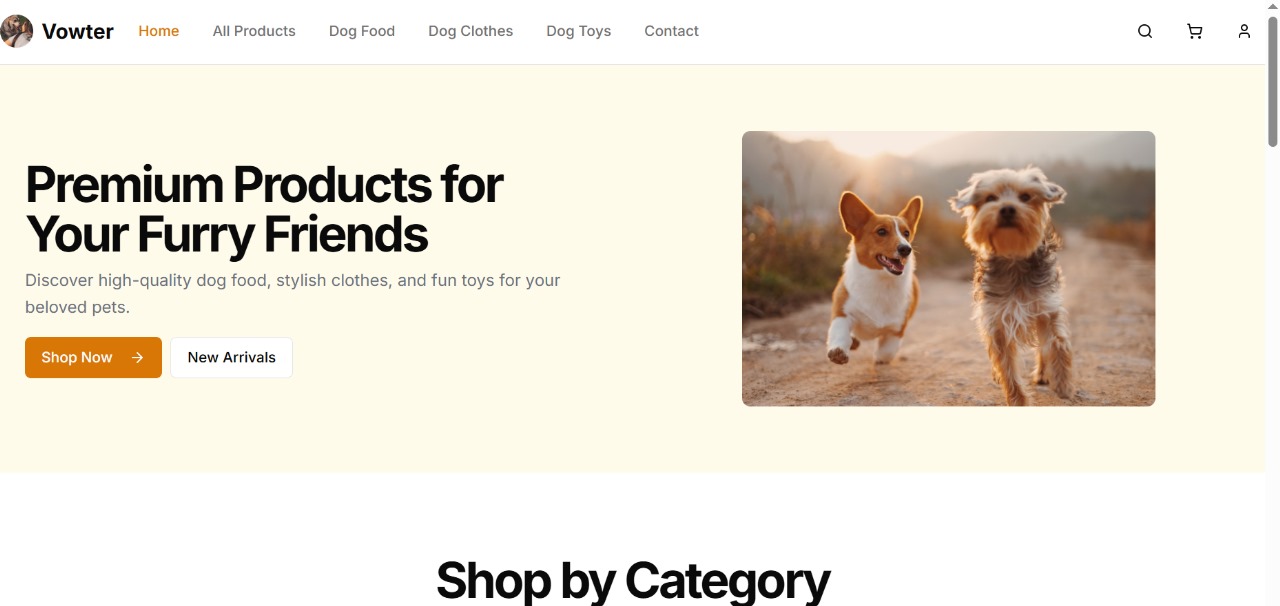 Vowter
Home
All Products
Dog Food
Dog Clothes
Dog Toys
Contact
Premium Products for
Your Furry Friends
Discover high-quality dog food, stylish clothes, and fun toys for your
beloved pets.
Shop Now
New Arrivals
Shop by Category